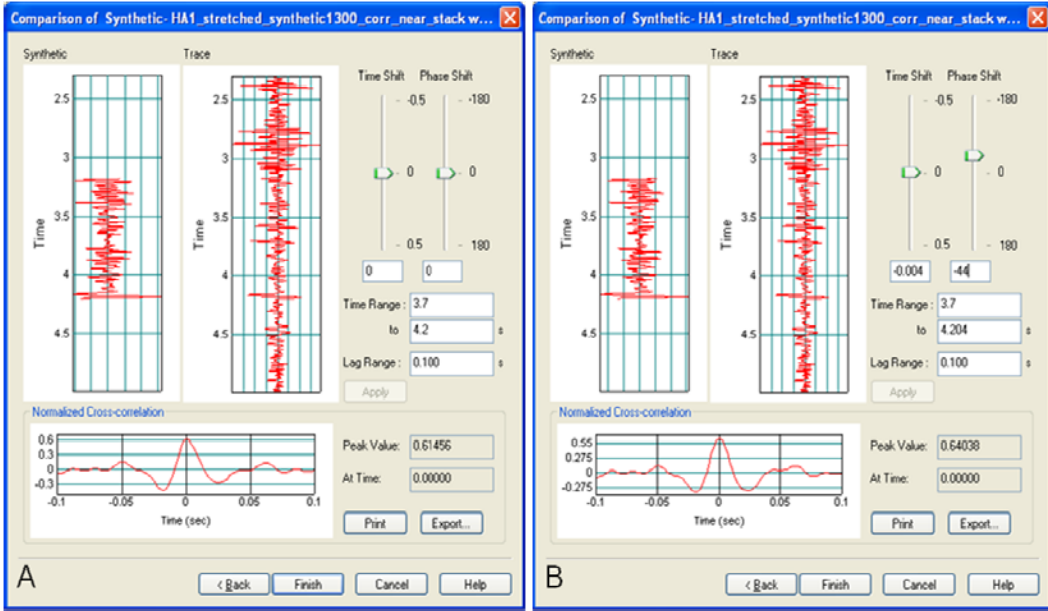 Comparison of Synthetic- HA1_stretched_synthetic1300_corr_near_stack w...
Synthetic
Trace
Time Shift Phase Shift
2.5
3
3.5
4
4.5
Time
2.5
3
3.5
4
4.5
-0.5 -180
0 0
0.5 180
0 0
Time Range : 3.7
to 4.2 s
Lag Range : 0.100 s
Apply
Normalized Cross-correlation
0.6
0.3
0
-0.3
-0.1 -0.05 0 0.05 0.1
Time (sec)
Peak Value: 0.61456
At Time: 0.00000
Print Export...
A
< Back Finish Cancel Help
Comparison of Synthetic- HA1_stretched_synthetic1300_corr_near_stack w...
Synthetic
Trace
Time Shift Phase Shift
2.5
3
3.5
4
4.5
Time
2.5
3
3.5
4
4.5
-0.5 -180
0 0
0.5 180
-0.004 -44
Time Range : 3.7
to 4.204 s
Lag Range : 0.100 s
Apply
Normalized Cross-correlation
0.55
0.275
0
-0.275
-0.1 -0.05 0 0.05 0.1
Time (sec)
Peak Value: 0.64038
At Time: 0.00000
Print Export...
B
< Back Finish Cancel Help